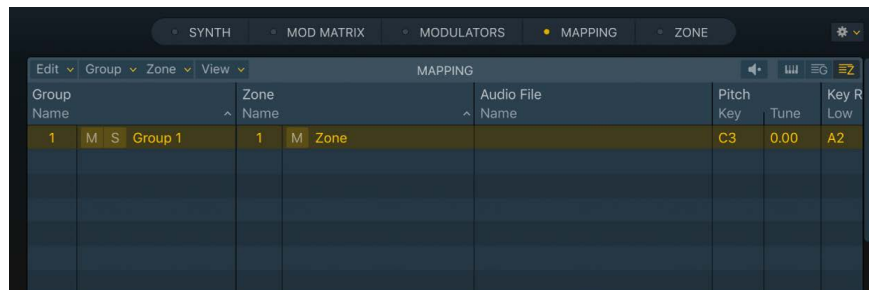 SYNTH MOD MATRIX MODULATORS MAPPING ZONE
Edit Group Zone View MAPPING G Z
Group Zone Audio File Pitch Key R
Name Name Name Key Tune Low
1 M S Group 1 1 M Zone C3 0.00 A2